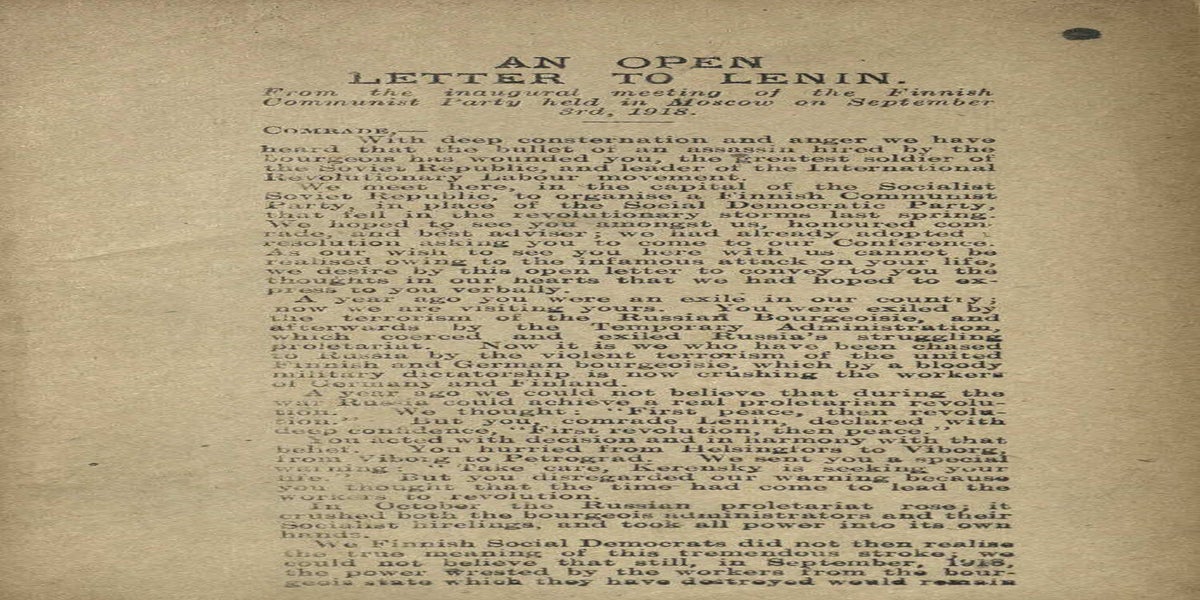 AN OPEN
LETTER TO LENIN.
From the inaugural meeting of the Finnish
Communist Party held in Moscow on September
3rd, 1918.
COMRADE,—
With deep consternation and anger we have
heard that the bullet of an assassin hired by the
bourgeois has wounded you, the greatest soldier of
the Soviet Republic, and leader of the International
Revolutionary Labour movement.
We meet here, in the capital of the Socialist
Soviet Republic, to organise a Finnish Communist
Party, in place of the Social Democratic Party,
that fell in the revolutionary storms last spring.
We hoped to see you amongst us, honoured com-
rade, and best adviser; we had already adopted
resolution asking you to come to our Conference.
As our wish to see you here with us cannot be
realised owing to the infamous attack on your life,
we desire by this open letter to convey to you the
thoughts in our hearts that we had hoped to ex-
press to you verbally.
A year ago you were an exile in our country;
now we are visiting yours. You were exiled by
the terrorism of the Russian Bourgeoisie, and
afterwards by the Temporary Administration,
which coerced and exiled Russia's struggling
proletariat. Now it is we who have been chased
to Russia by the violent terrorism of the united
Finnish and German bourgeoisie, which by a bloody
military dictatorship is now crushing the workers
of Germany and Finland.
A year ago we could not believe that during the
war Russia could achieve a real proletarian revolu-
tion. We thought: "First peace, then revolu-
tion." But you, comrade Lenin, declared with
deep confidence, "First revolution, then peace."
You acted with decision and in harmony with that
belief. You hurried from Helsingfors to Viborg,
from Viborg to Petrograd. We sent you a special
warning: "Take care, Kerensky is seeking your
life." But you disregarded our warning because
you thought that the time had come to lead the
workers to revolution.
In October the Russian proletariat rose; it
crushed both the bourgeois administrators and their
Socialist hirelings, and took all power into its own
hands.
We Finnish Social Democrats did not then realise
the true meaning of this tremendous stroke; we
could not believe that still, in September, 1918,
the power wrested by the workers from the bour-
geois state which they have destroyed would remain